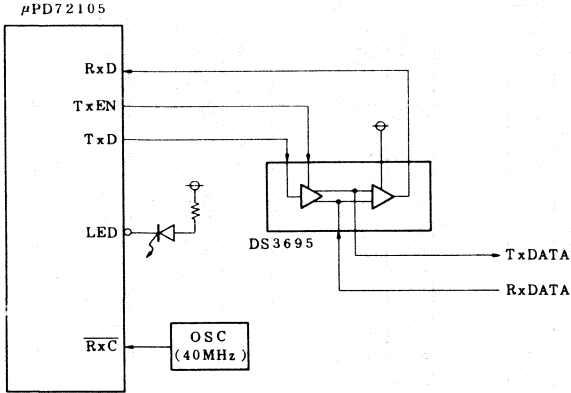 μPD72105
RxD
TxEN
TxD
LED
DS3695
TxDATA
RxDATA
RxC
OSC
(40MHz)